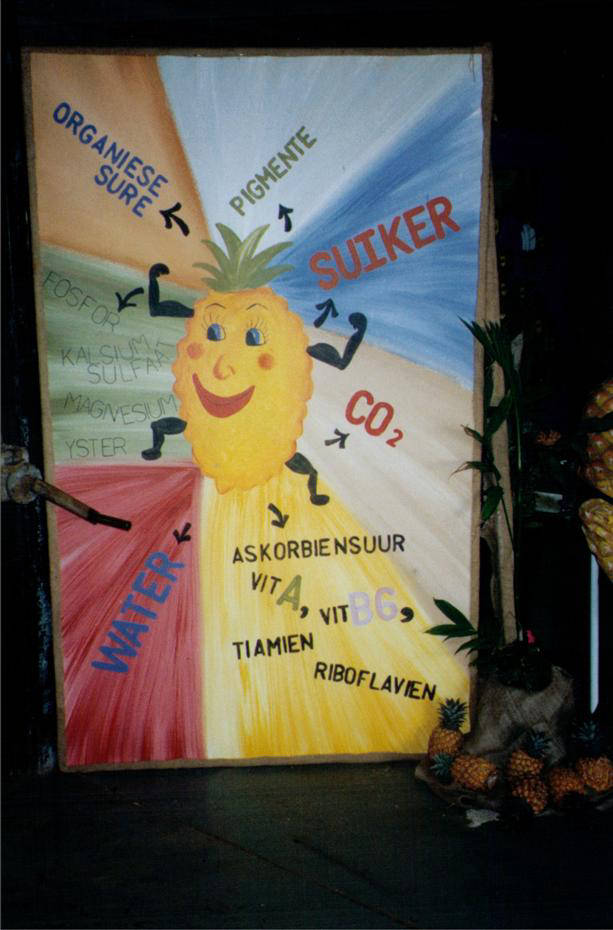 ORGANIESE
SURE
PIGMENTE
SUIKER
FOSFOR
KALSIUM
SULFAAT
MAGNESIUM
YSTER
CO₂
WATER
ASKORBIENSUUR
VIT A, VIT B6,
TIAMIEN
RIBOFLAVIEN